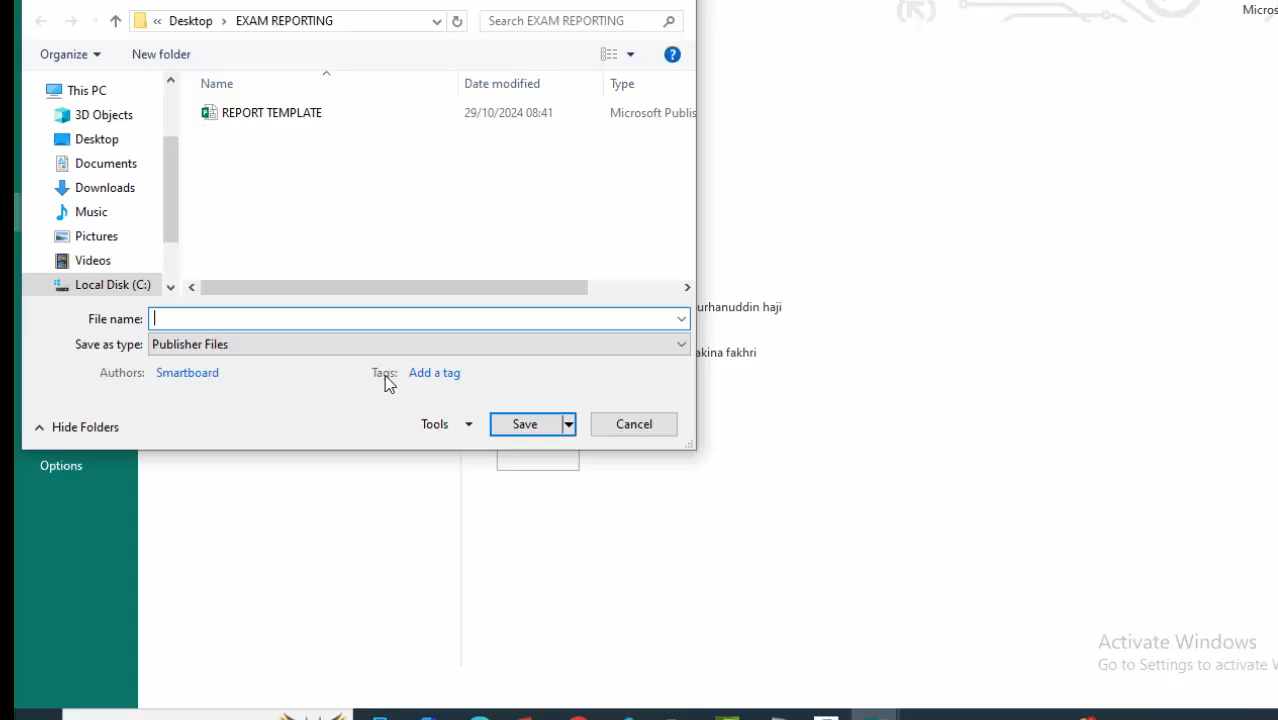 « Desktop › EXAM REPORTING
Search EXAM REPORTING
Micros
Organize
New folder
?
Name
Date modified
Type
This PC
3D Objects
Desktop
Documents
Downloads
Music
Pictures
Videos
Local Disk (C:)
REPORT TEMPLATE
29/10/2024 08:41
Microsoft Publis
File name:
Save as type:
Publisher Files
Authors:
Smartboard
Tags:
Add a tag
urhanuddin haji
akina fakhri
Hide Folders
Tools
Save
Cancel
Options
Activate Windows
Go to Settings to activate W